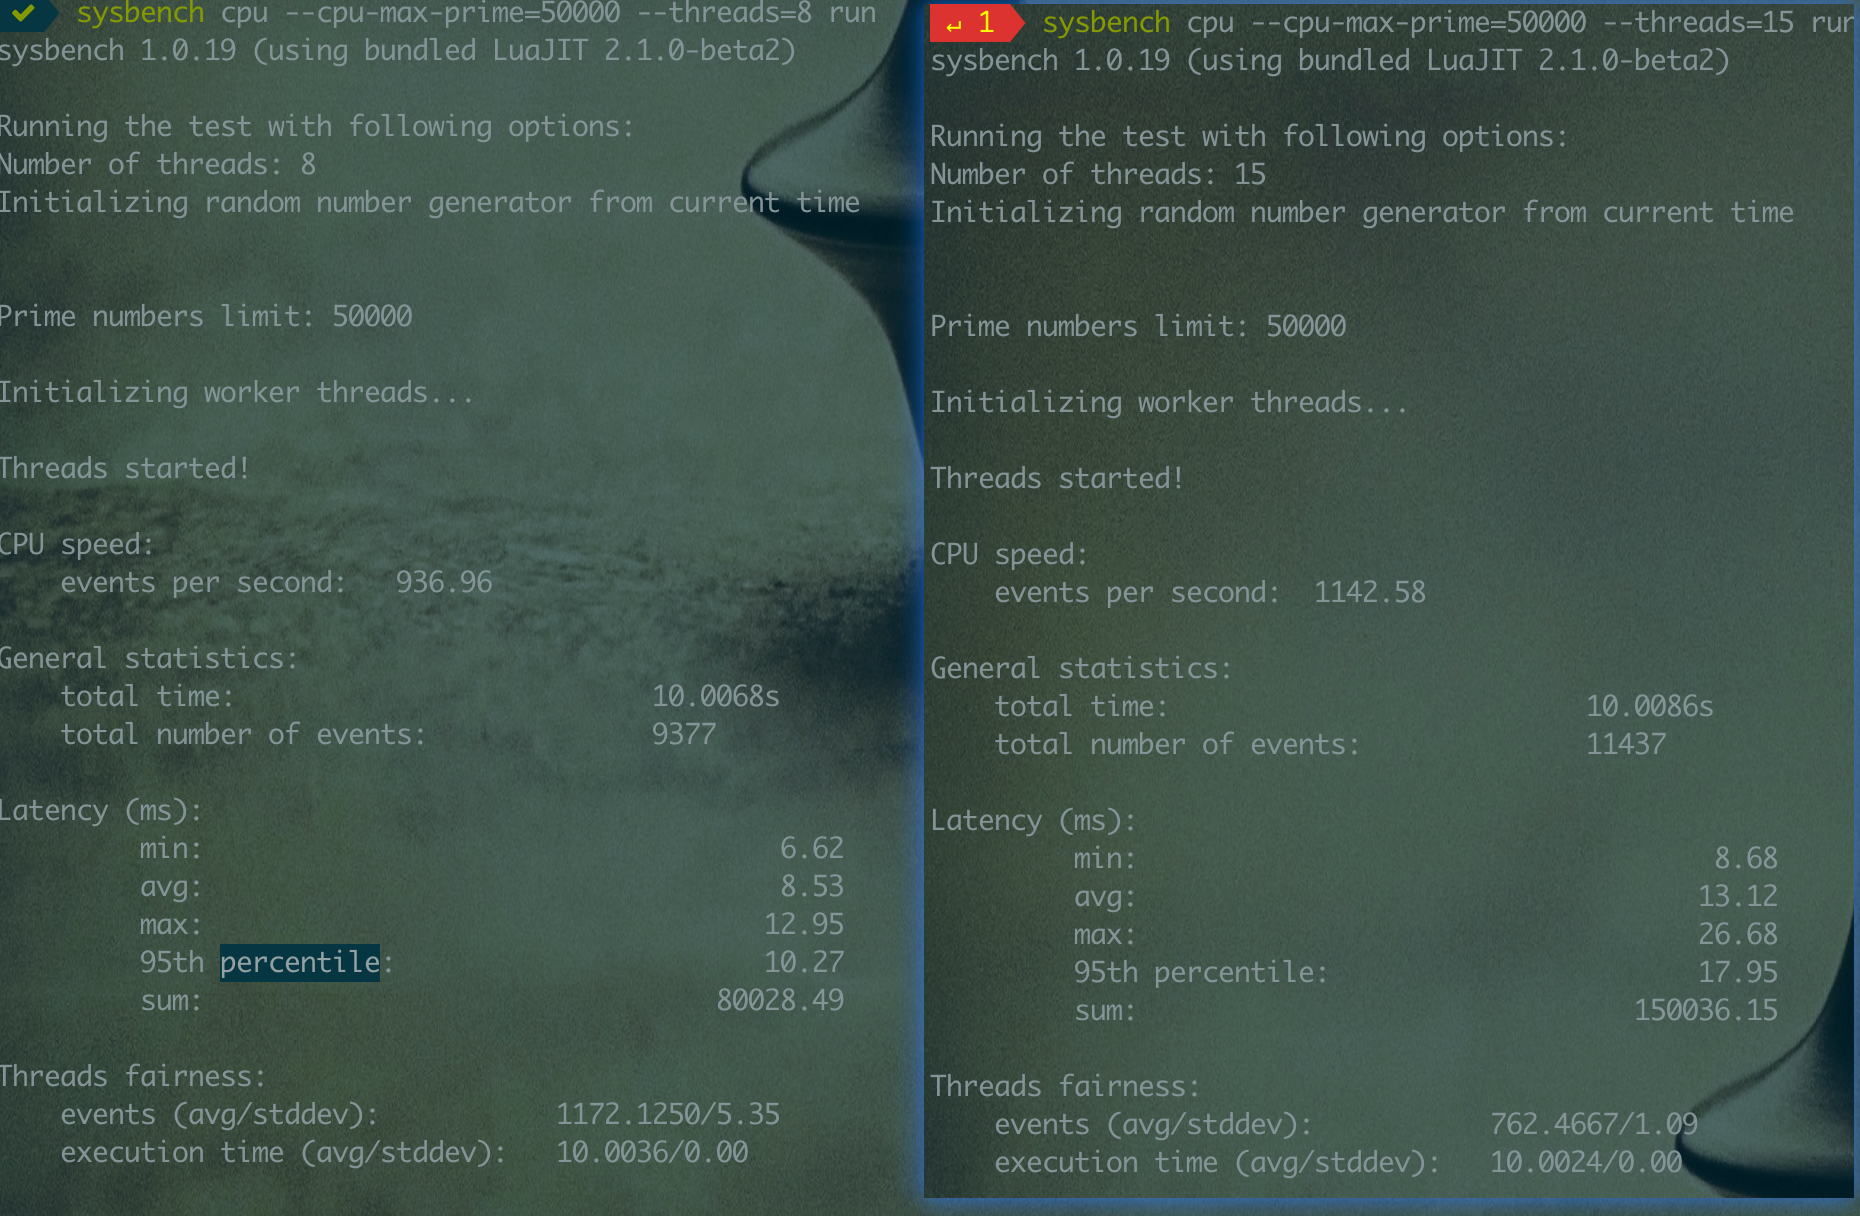 ✔ sysbench cpu --cpu-max-prime=50000 --threads=8 run
sysbench 1.0.19 (using bundled LuaJIT 2.1.0-beta2)
Running the test with following options:
Number of threads: 8
Initializing random number generator from current time
Prime numbers limit: 50000
Initializing worker threads...
Threads started!
CPU speed:
events per second: 936.96
General statistics:
total time: 10.0068s
total number of events: 9377
Latency (ms):
min: 6.62
avg: 8.53
max: 12.95
95th percentile: 10.27
sum: 80028.49
Threads fairness:
events (avg/stddev): 1172.1250/5.35
execution time (avg/stddev): 10.0036/0.00
↵ 1 sysbench cpu --cpu-max-prime=50000 --threads=15 run
sysbench 1.0.19 (using bundled LuaJIT 2.1.0-beta2)
Running the test with following options:
Number of threads: 15
Initializing random number generator from current time
Prime numbers limit: 50000
Initializing worker threads...
Threads started!
CPU speed:
events per second: 1142.58
General statistics:
total time: 10.0086s
total number of events: 11437
Latency (ms):
min: 8.68
avg: 13.12
max: 26.68
95th percentile: 17.95
sum: 150036.15
Threads fairness:
events (avg/stddev): 762.4667/1.09
execution time (avg/stddev): 10.0024/0.00